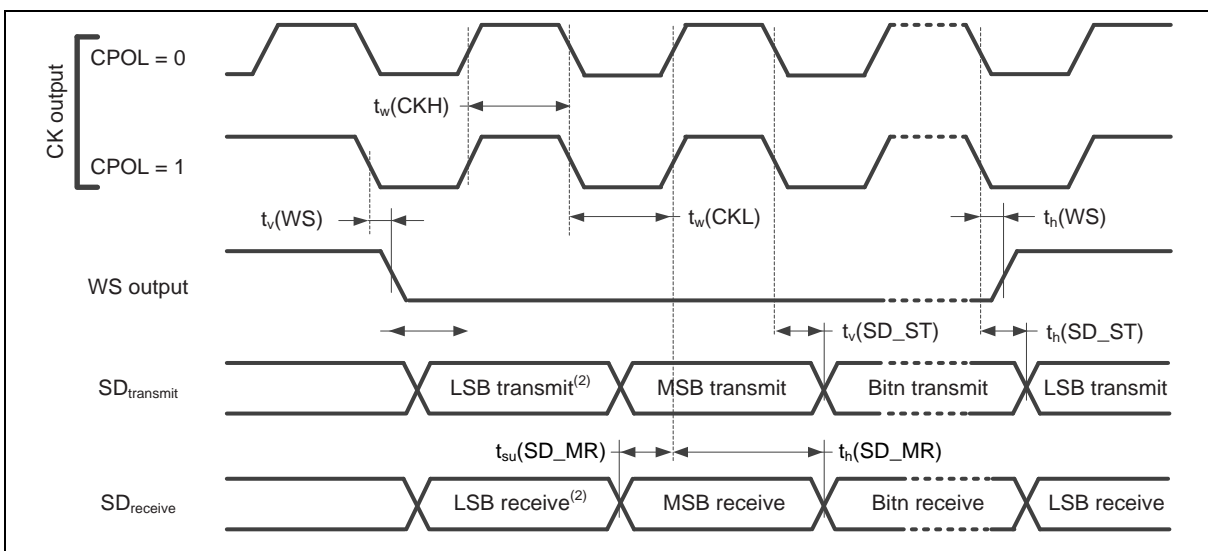 CK output
CPOL = 0
tw(CKH)
CPOL = 1
tv(WS)
tw(CKL)
th(WS)
WS output
tv(SD_ST)
th(SD_ST)
SDtransmit
LSB transmit(2)
MSB transmit
Bitn transmit
LSB transmit
tsu(SD_MR)
th(SD_MR)
SDreceive
LSB receive(2)
MSB receive
Bitn receive
LSB receive